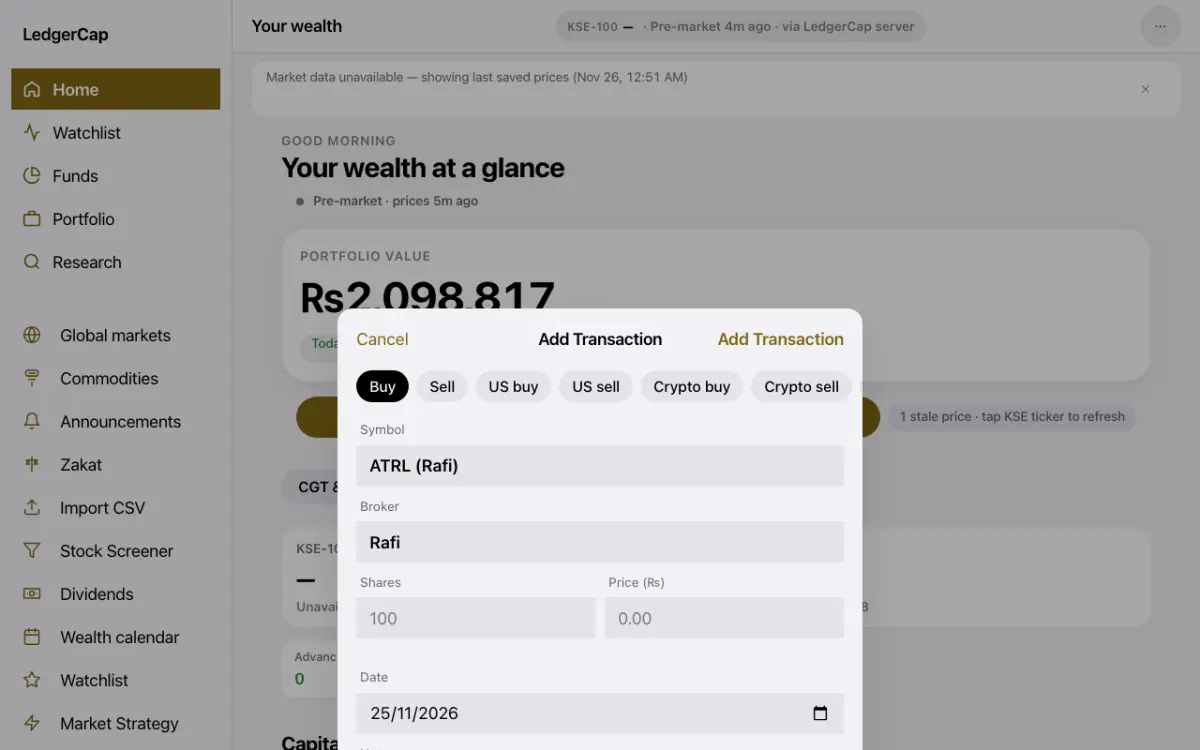 LedgerCap
Home
Watchlist
Funds
Portfolio
Research
Global markets
Commodities
Announcements
Zakat
Import CSV
Stock Screener
Dividends
Wealth calendar
Watchlist
Market Strategy
Your wealth
KSE-100 — · Pre-market 4m ago · via LedgerCap server
...
Market data unavailable — showing last saved prices (Nov 26, 12:51 AM)
×
GOOD MORNING
Your wealth at a glance
Pre-market · prices 5m ago
PORTFOLIO VALUE
Rs2,098,817
1 stale price · tap KSE ticker to refresh
CGT &
—
Advanc
0
Capita
Cancel
Add Transaction
Add Transaction
Buy
Sell
US buy
US sell
Crypto buy
Crypto sell
Symbol
ATRL (Rafi)
Broker
Rafi
Shares
Price (Rs)
100
0.00
Date
25/11/2026